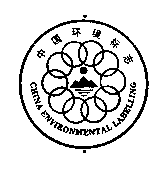 中国环境标志
CHINA ENVIRONMENTAL LABELLING